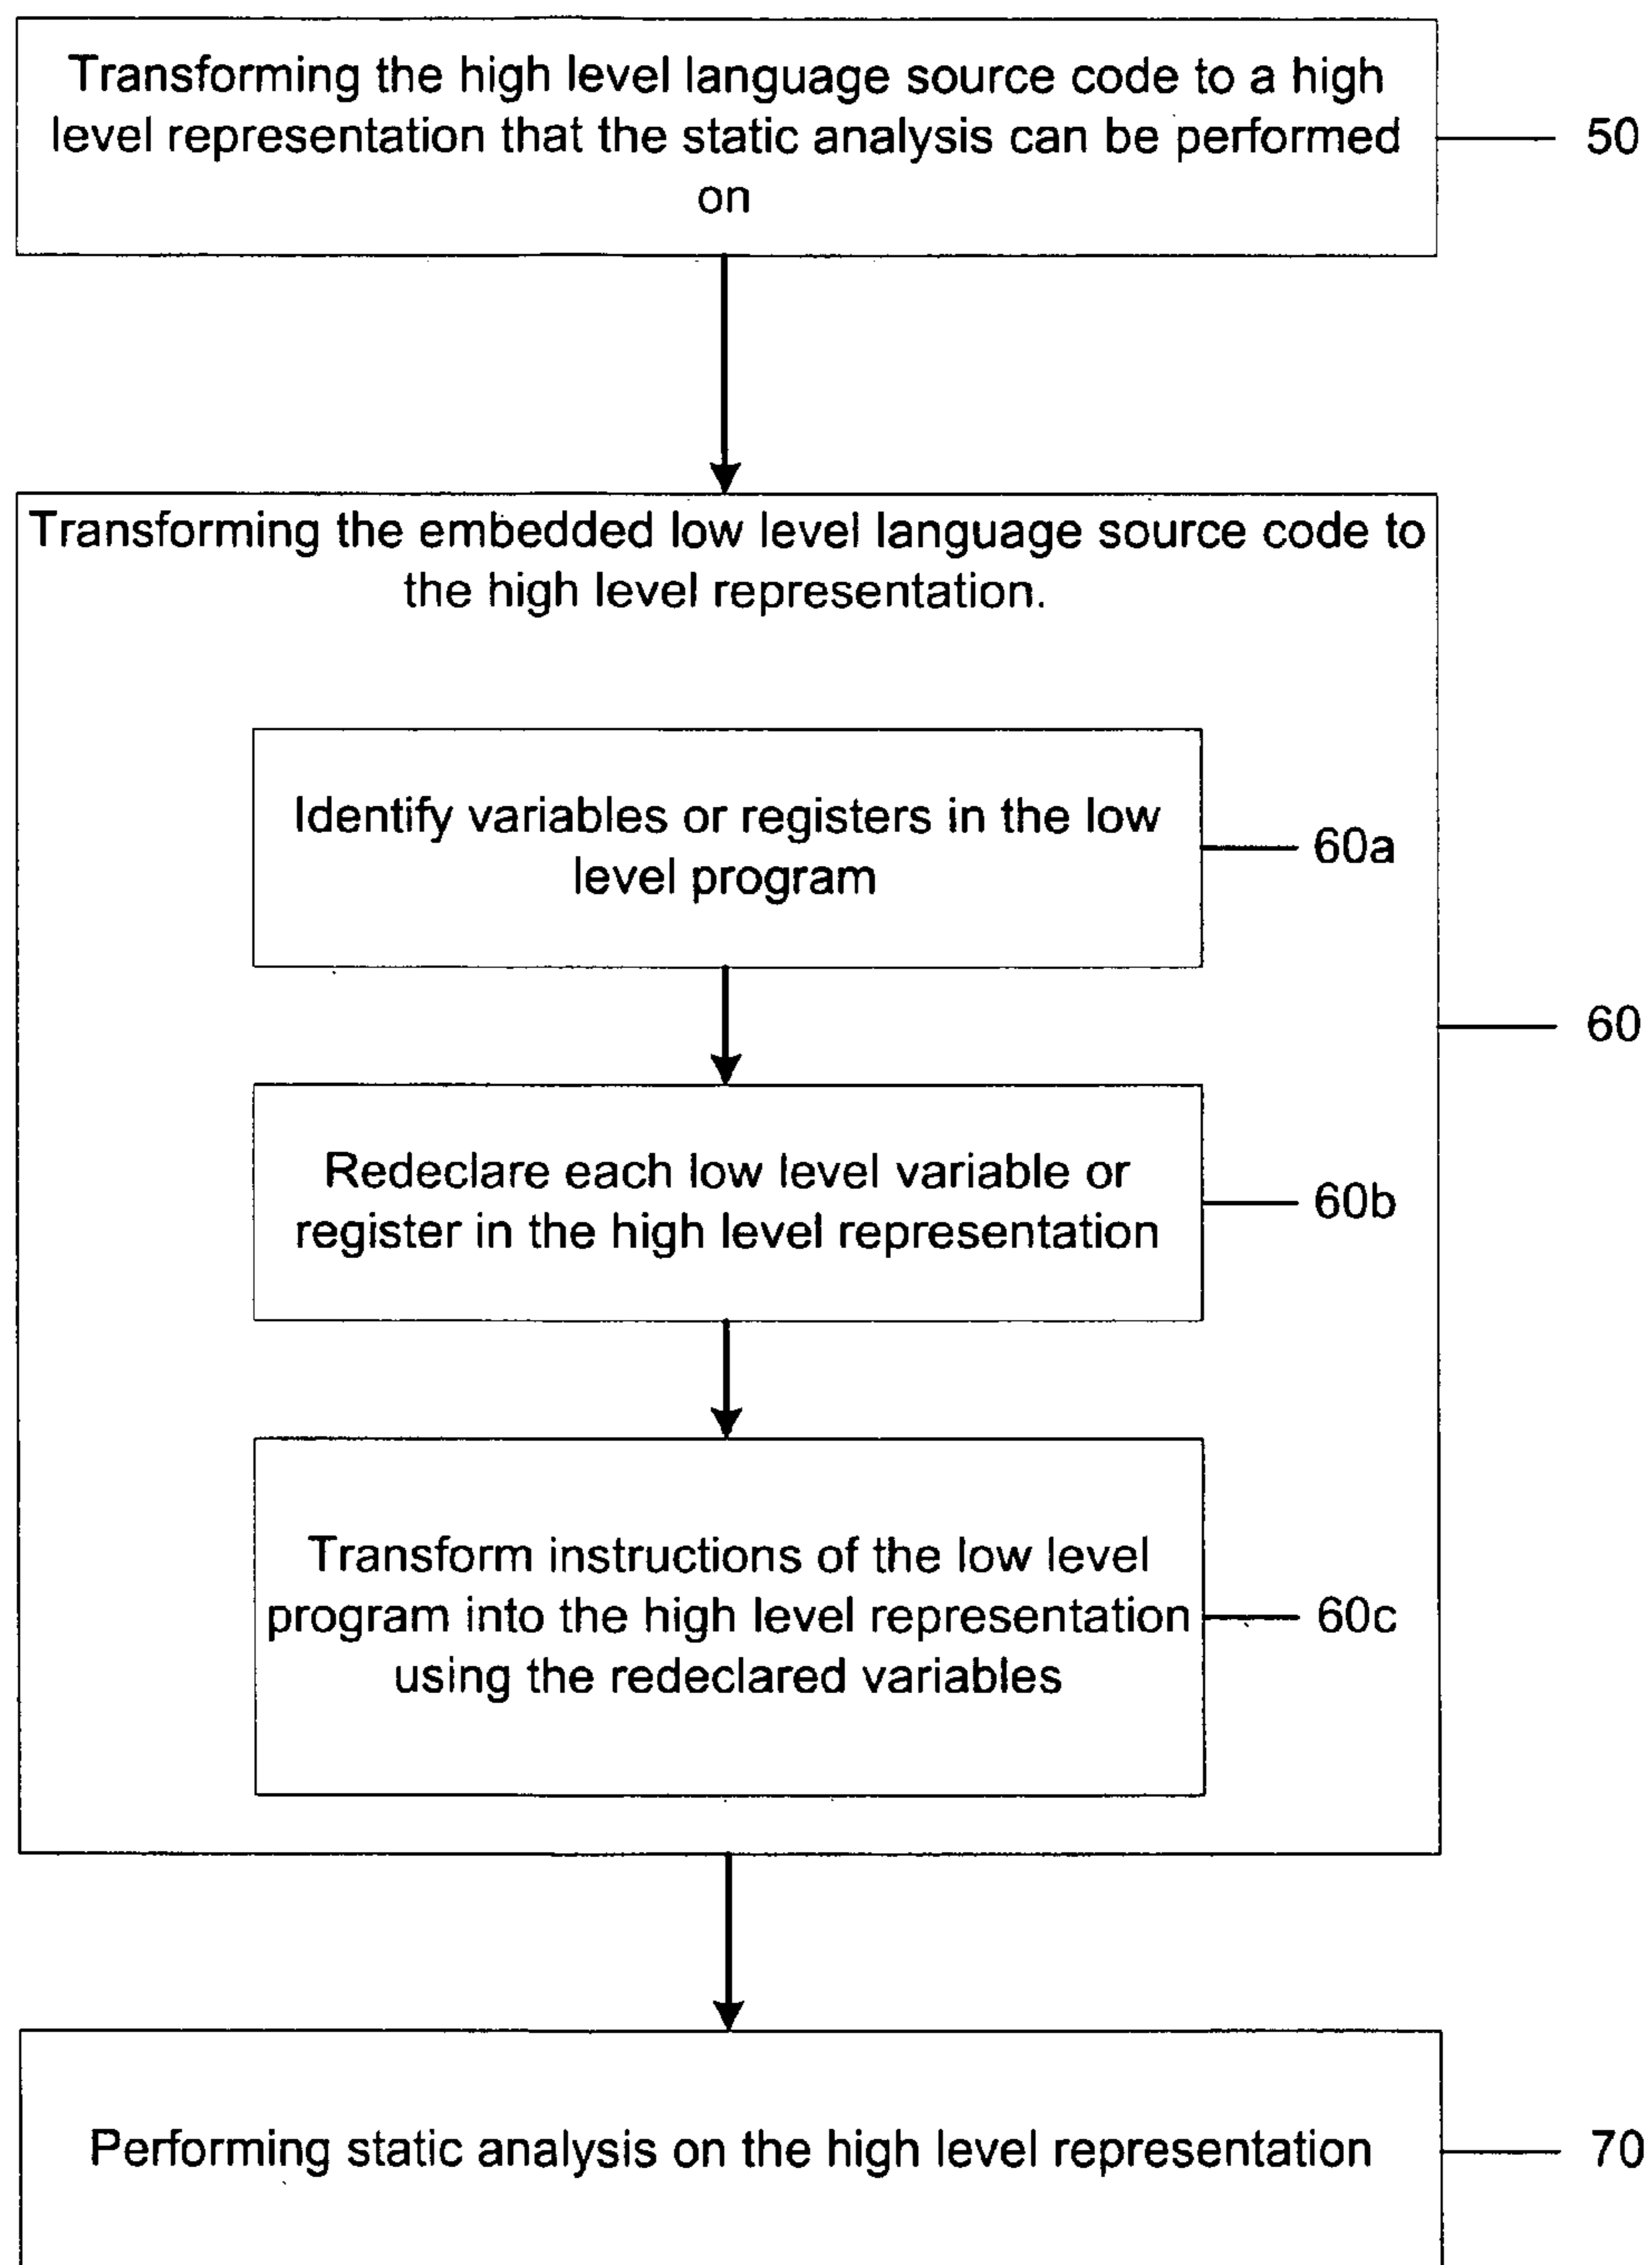 Transforming the high level language source code to a high
level representation that the static analysis can be performed
on
50
Transforming the embedded low level language source code to
the high level representation.
Identify variables or registers in the low
level program
60a
60
Redeclare each low level variable or
register in the high level representation
60b
Transform instructions of the low level
program into the high level representation
using the redeclared variables
60c
Performing static analysis on the high level representation
70